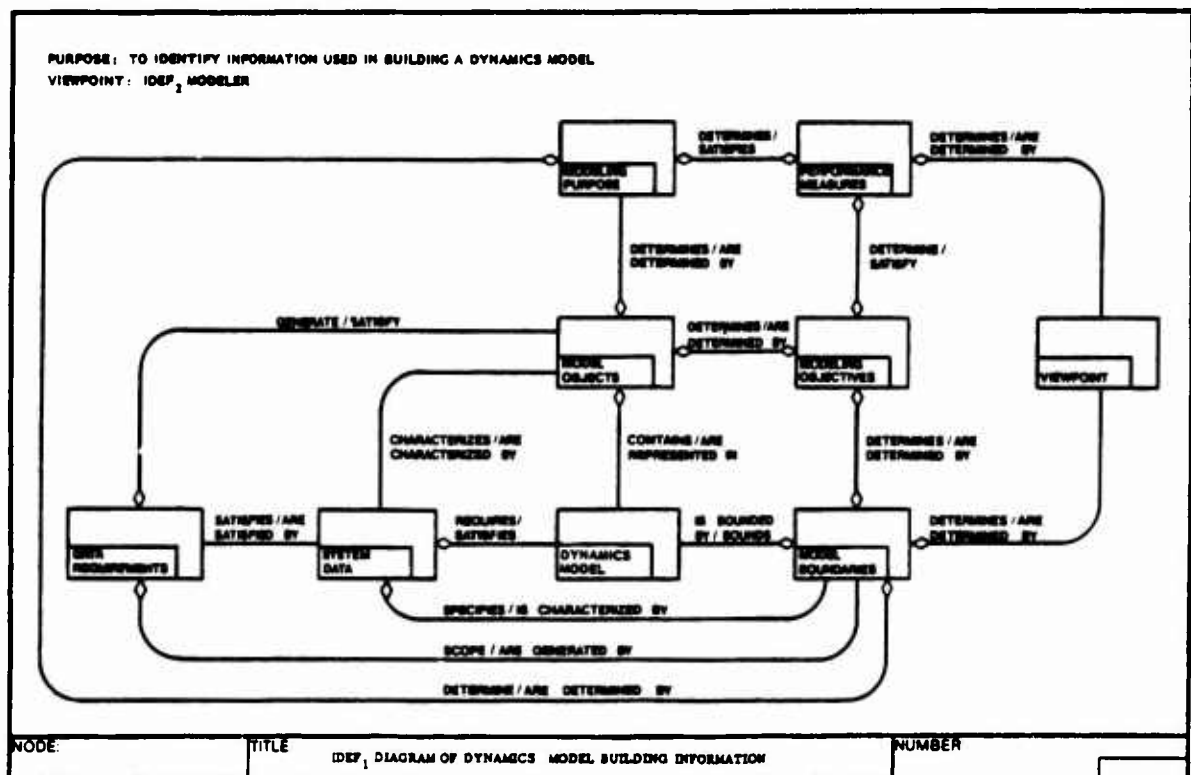 PURPOSE: TO IDENTIFY INFORMATION USED IN BUILDING A DYNAMICS MODEL
VIEWPOINT: IDEF2 MODELER
MODELING
PURPOSE
DETERMINES/
SATISFIES
PERFORMANCE
MEASURES
DETERMINES/ARE
DETERMINED BY
DETERMINES/ARE
DETERMINED BY
DETERMINE/
SATISFY
GENERATE/SATISFY
MODEL
OBJECTS
DETERMINES/ARE
DETERMINED BY
MODELING
OBJECTIVES
VIEWPOINT
CHARACTERIZES/ARE
CHARACTERIZED BY
CONTAINS/ARE
REPRESENTED IN
DETERMINES/ARE
DETERMINED BY
USER
REQUIREMENTS
SATISFIES/ARE
SATISFIED BY
SYSTEM
DATA
REQUIRES/
SATISFIES
DYNAMICS
MODEL
IS BOUNDED
BY/BOUNDS
MODEL
BOUNDARIES
DETERMINES/ARE
DETERMINED BY
SPECIFIES/IS CHARACTERIZED BY
SCOPE/ARE GENERATED BY
DETERMINE/ARE DETERMINED BY
NODE:
TITLE
IDEF1 DIAGRAM OF DYNAMICS MODEL BUILDING INFORMATION
NUMBER